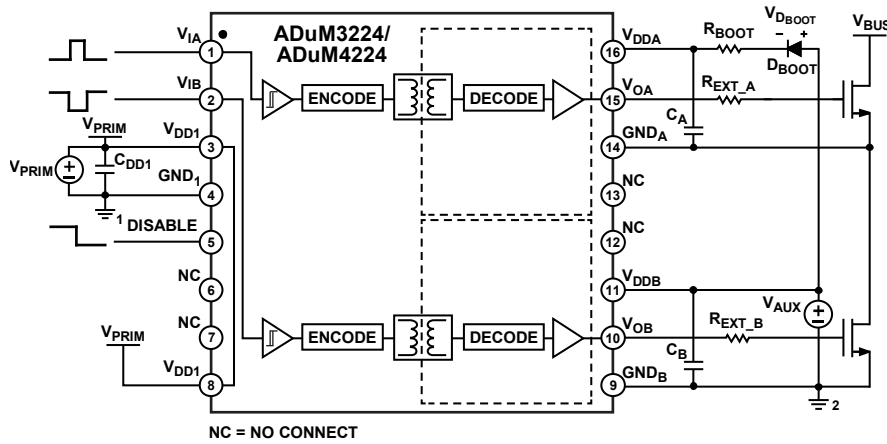 ADuM3224/
ADuM4224
VIA
1
VIB
2
VPRIM
VDD1
3
VPRIM
CDD1
GND1
4
1
DISABLE
5
NC
6
NC
7
VPRIM
VDD1
8
ENCODE
DECODE
ENCODE
DECODE
16
VDDA
RBOOT
VDBOOT
− +
DBOOT
VBUS
15
VOA
REXT_A
CA
14
GNDA
13
NC
12
NC
11
VDDB
VAUX
10
VOB
REXT_B
CB
9
GNDB
2
NC = NO CONNECT